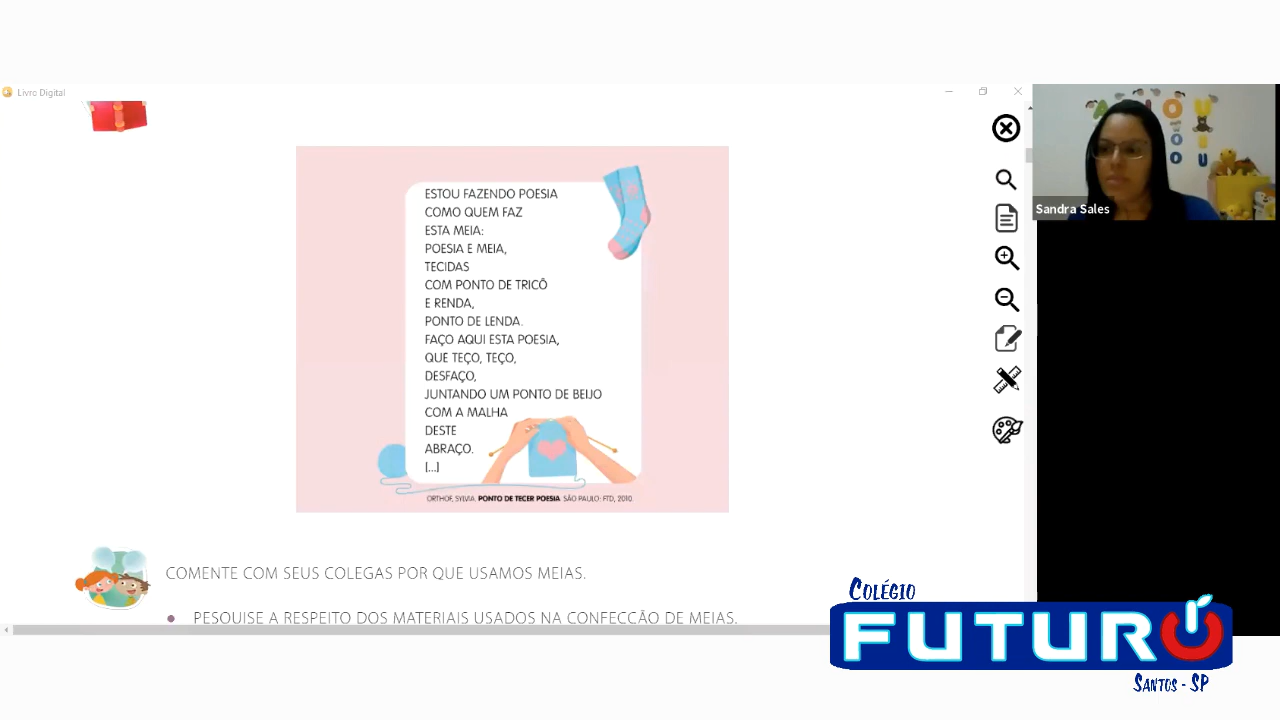 Livro Digital
ESTOU FAZENDO POESIA
COMO QUEM FAZ
ESTA MEIA:
POESIA E MEIA,
TECIDAS
COM PONTO DE TRICÔ
E RENDA,
PONTO DE LENDA.
FAÇO AQUI ESTA POESIA,
QUE TEÇO, TEÇO,
DESFAÇO,
JUNTANDO UM PONTO DE BEIJO
COM A MALHA
DESTE
ABRAÇO.
[...]
ORTHOF, SYLVIA. PONTO DE TECER POESIA. SÃO PAULO: FTD, 2010.
COMENTE COM SEUS COLEGAS POR QUE USAMOS MEIAS.
• PESQUISE A RESPEITO DOS MATERIAIS USADOS NA CONFECÇÃO DE MEIAS.
Sandra Sales
COLÉGIO
FUTURO
SANTOS - SP